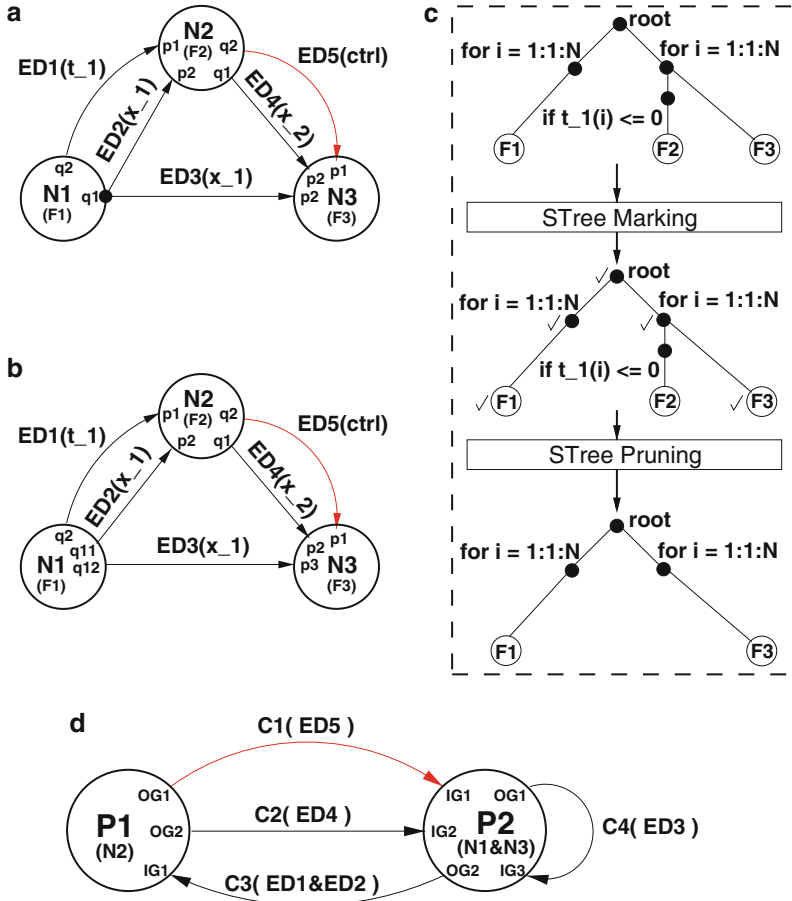 a
N2
(F2)
p1
q2
p2
q1
ED1(t_1)
ED2(x_1)
ED5(ctrl)
ED4(x_2)
q2
N1
q1
(F1)
ED3(x_1)
p2
p1
p2
N3
(F3)
b
N2
(F2)
p1
q2
p2
q1
ED1(t_1)
ED2(x_1)
ED5(ctrl)
ED4(x_2)
q2
q11
N1
q12
(F1)
ED3(x_1)
p2
p1
p3
N3
(F3)
c
root
for i = 1:1:N
for i = 1:1:N
if t_1(i) <= 0
F1
F2
F3
STree Marking
root
for i = 1:1:N
for i = 1:1:N
if t_1(i) <= 0
F1
F2
F3
STree Pruning
root
for i = 1:1:N
for i = 1:1:N
F1
F3
d
C1( ED5 )
OG1
P1
OG2
(N2)
IG1
C2( ED4 )
IG1
OG1
IG2
P2
(N1&N3)
OG2
IG3
C4( ED3 )
C3( ED1&ED2 )